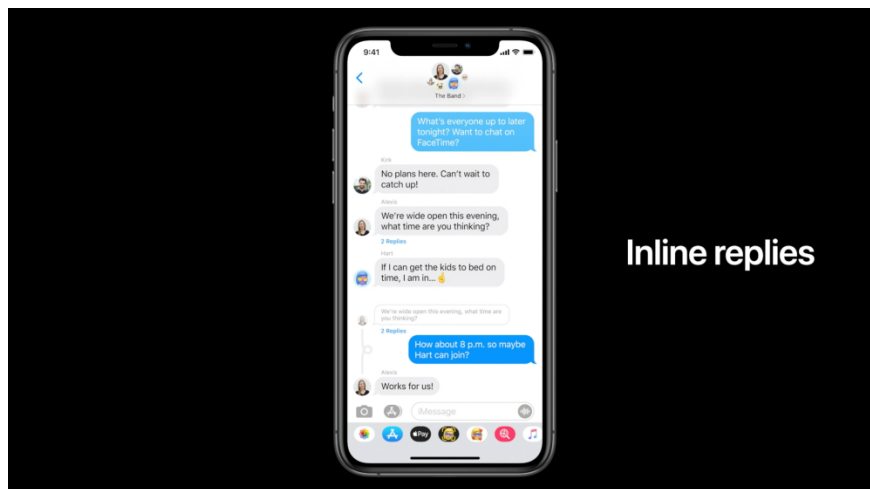 9:41
The Band >
What's everyone up to later
tonight? Want to chat on
FaceTime?
Kirk
No plans here. Can't wait to
catch up!
Alexis
We're wide open this evening,
what time are you thinking?
2 Replies
Hart
If I can get the kids to bed on
time, I am in...🤞
We're wide open this evening, what time are
you thinking?
2 Replies
How about 8 p.m. so maybe
Hart can join?
Alexis
Works for us!
iMessage
Pay
Inline replies